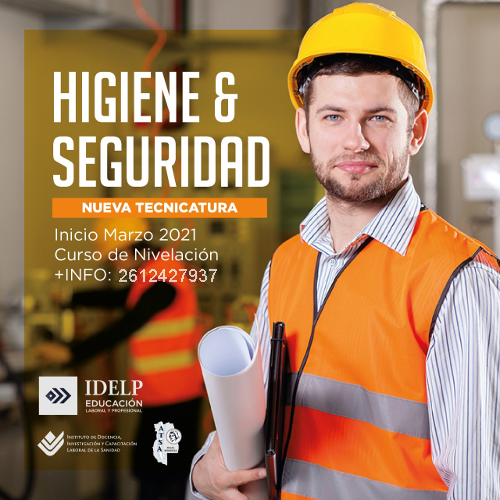 HIGIENE &
SEGURIDAD
NUEVA TECNICATURA
Inicio Marzo 2021
Curso de Nivelación
+INFO: 2612427937
IDELP
EDUCACIÓN
LABORAL Y PROFESIONAL
INSTITUTO DE DOCENCIA,
INVESTIGACIÓN Y CAPACITACIÓN
LABORAL DE LA SANIDAD
ATSA